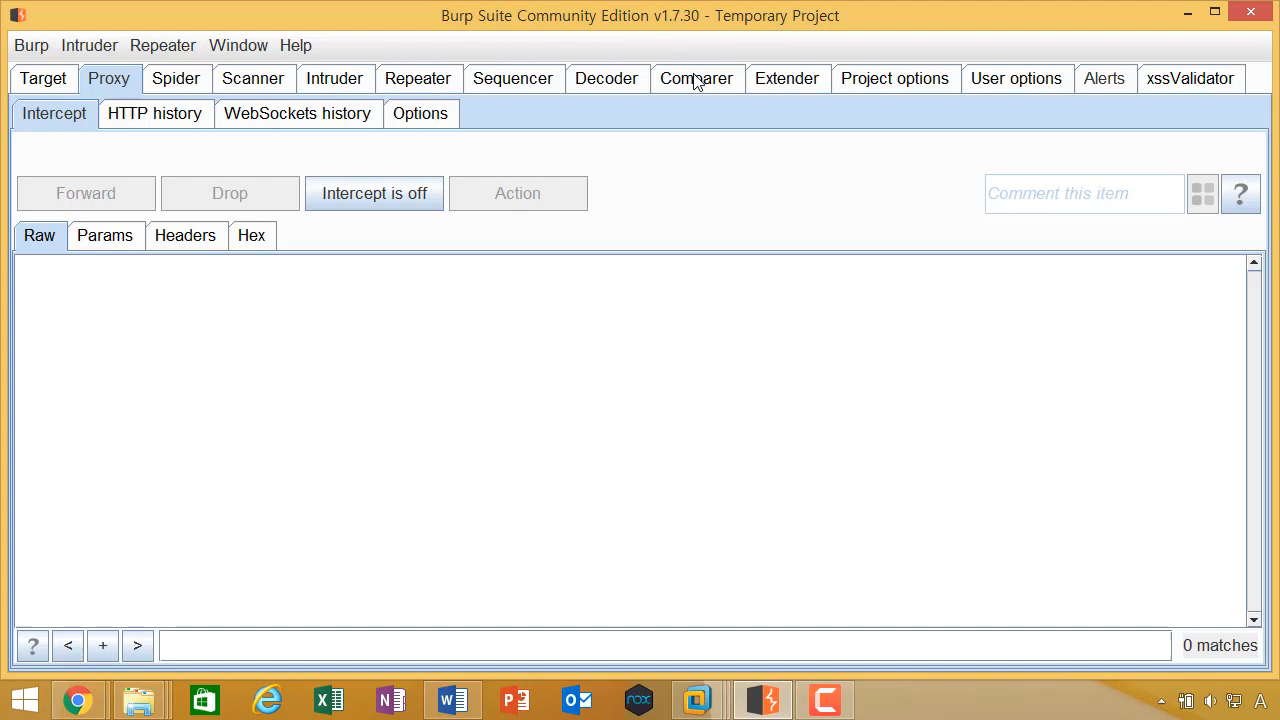 Burp Suite Community Edition v1.7.30 - Temporary Project
Burp Intruder Repeater Window Help
Target Proxy Spider Scanner Intruder Repeater Sequencer Decoder Comparer Extender Project options User options Alerts xssValidator
Intercept HTTP history WebSockets history Options
Forward Drop Intercept is off Action Comment this item ?
Raw Params Headers Hex
? < + > 0 matches
nox A